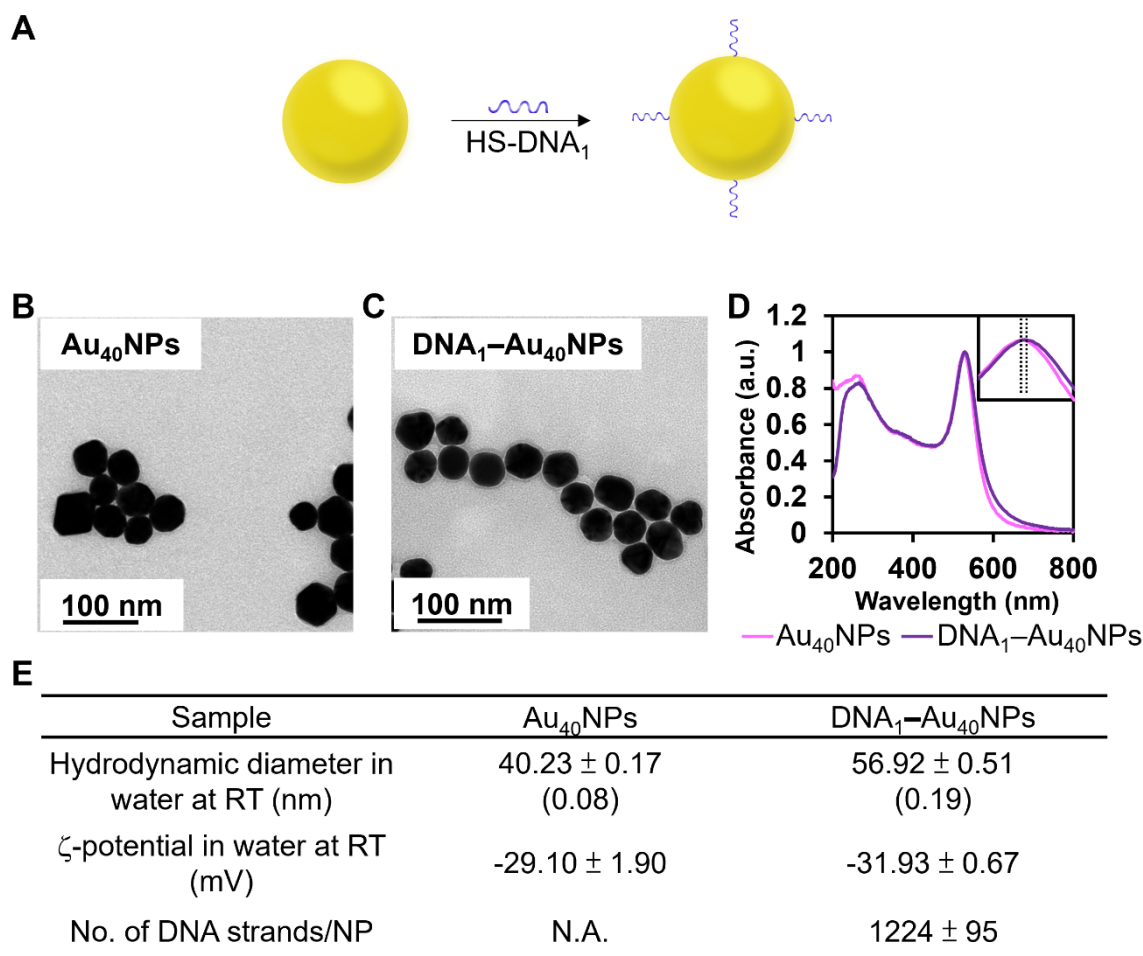 A
HS-DNA₁
B
Au₄₀NPs
100 nm
C
DNA₁–Au₄₀NPs
100 nm
D
Absorbance (a.u.)
1.2
1
0.8
0.6
0.4
0.2
0
200 400 600 800
Wavelength (nm)
Au₄₀NPs DNA₁–Au₄₀NPs
E
Sample Au₄₀NPs DNA₁–Au₄₀NPs
Hydrodynamic diameter in
water at RT (nm)
40.23 ± 0.17
(0.08)
56.92 ± 0.51
(0.19)
ζ-potential in water at RT
(mV)
-29.10 ± 1.90
-31.93 ± 0.67
No. of DNA strands/NP N.A. 1224 ± 95